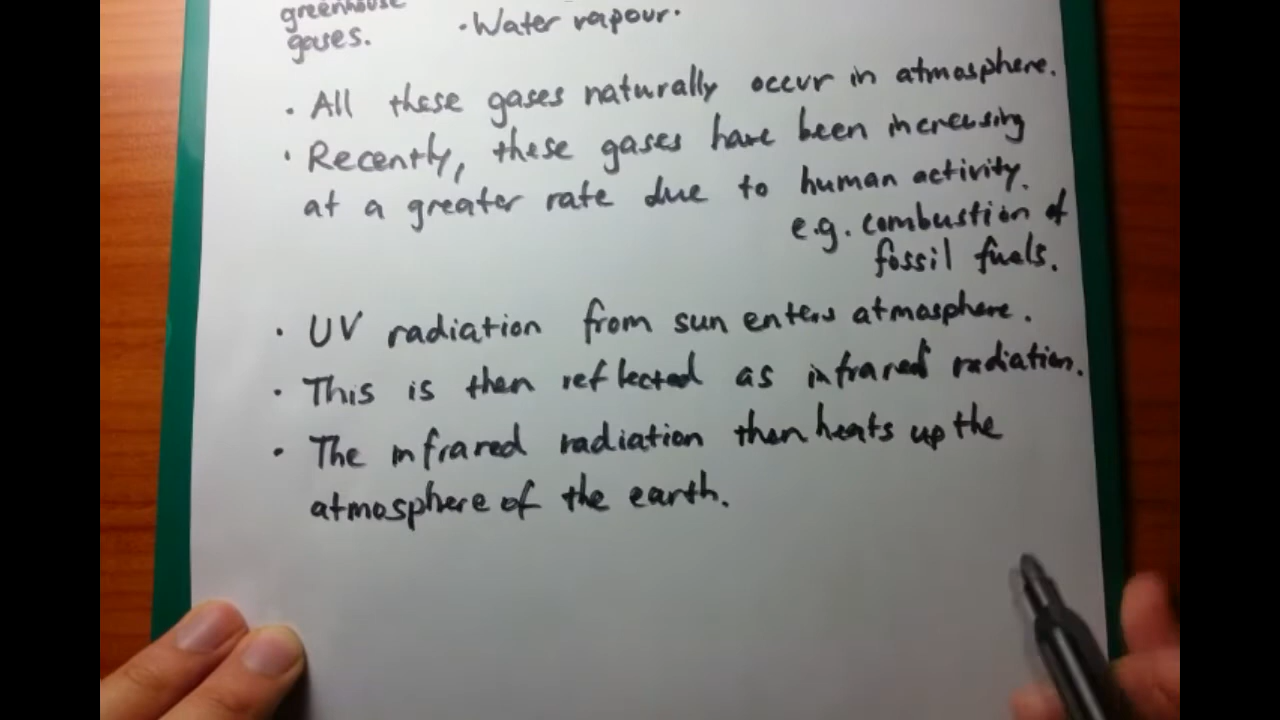 greenhouse
gases.
• Water vapour.
• All these gases naturally occur in atmosphere.
• Recently, these gases have been increasing
at a greater rate due to human activity.
e.g. combustion of
fossil fuels.
• UV radiation from sun enters atmosphere.
• This is then reflected as infrared radiation.
• The infrared radiation then heats up the
atmosphere of the earth.